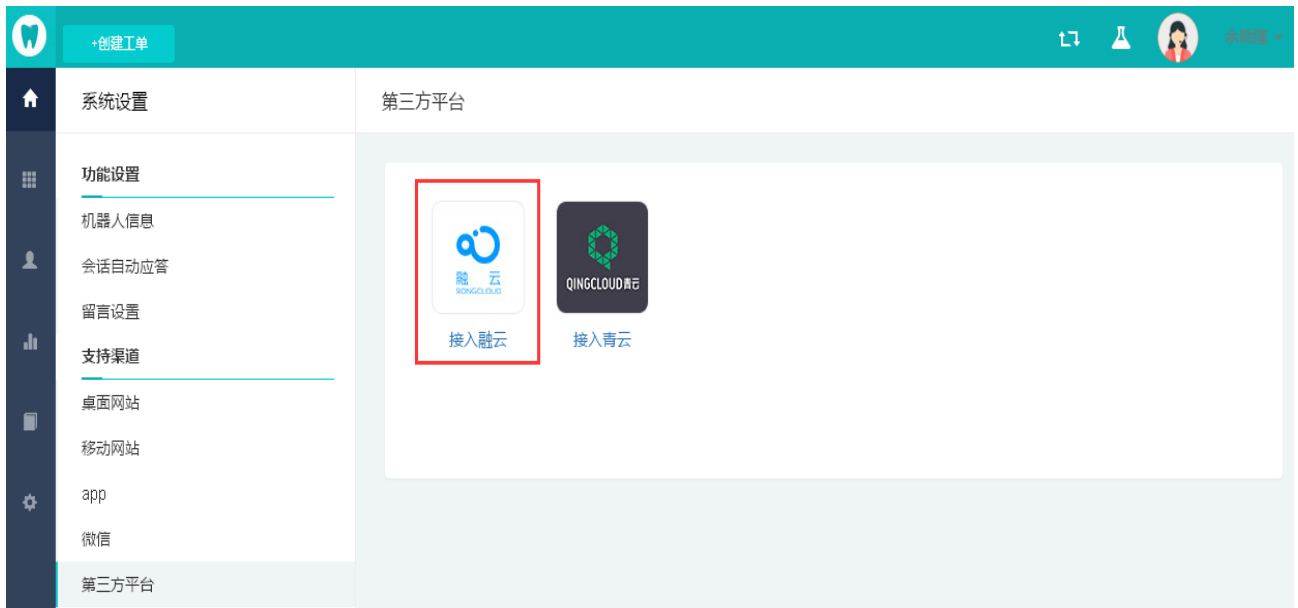 +创建工单
系统设置
第三方平台
功能设置
机器人信息
会话自动应答
留言设置
支持渠道
桌面网站
移动网站
app
微信
第三方平台
融 云
RONGCLOUD
接入融云
QINGCLOUD青云
接入青云